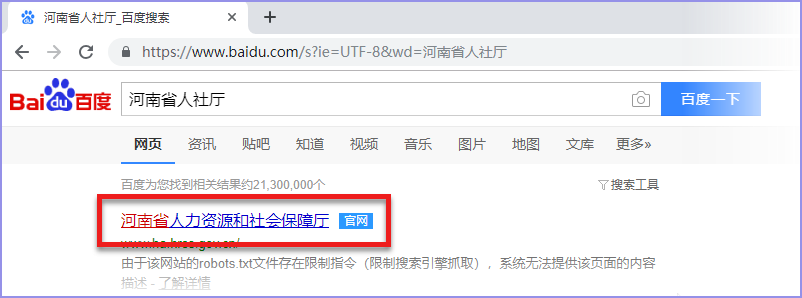 河南省人社厅_百度搜索
https://www.baidu.com/s?ie=UTF-8&wd=河南省人社厅
Bai du 百度 河南省人社厅 百度一下
网页 资讯 贴吧 知道 视频 音乐 图片 地图 文库 更多»
百度为您找到相关结果约21,300,000个 搜索工具
河南省人力资源和社会保障厅 官网
由于该网站的robots.txt文件存在限制指令（限制搜索引擎抓取），系统无法提供该页面的内容
描述 - 了解详情